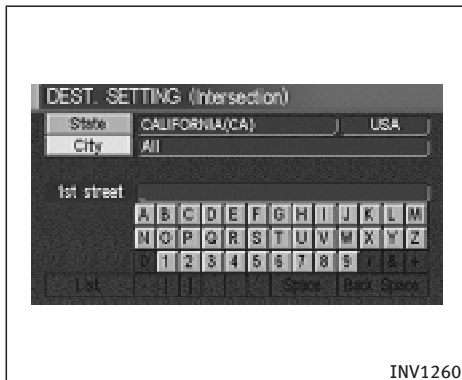 DEST. SETTING (Intersection)
State CALIFORNIA(CA) USA
City All
1st street
A B C D E F G H I J K L M
N O P Q R S T U V W X Y Z
0 1 2 3 4 5 6 7 8 9 / & +
List - [ ] Space Back Space
INV1260